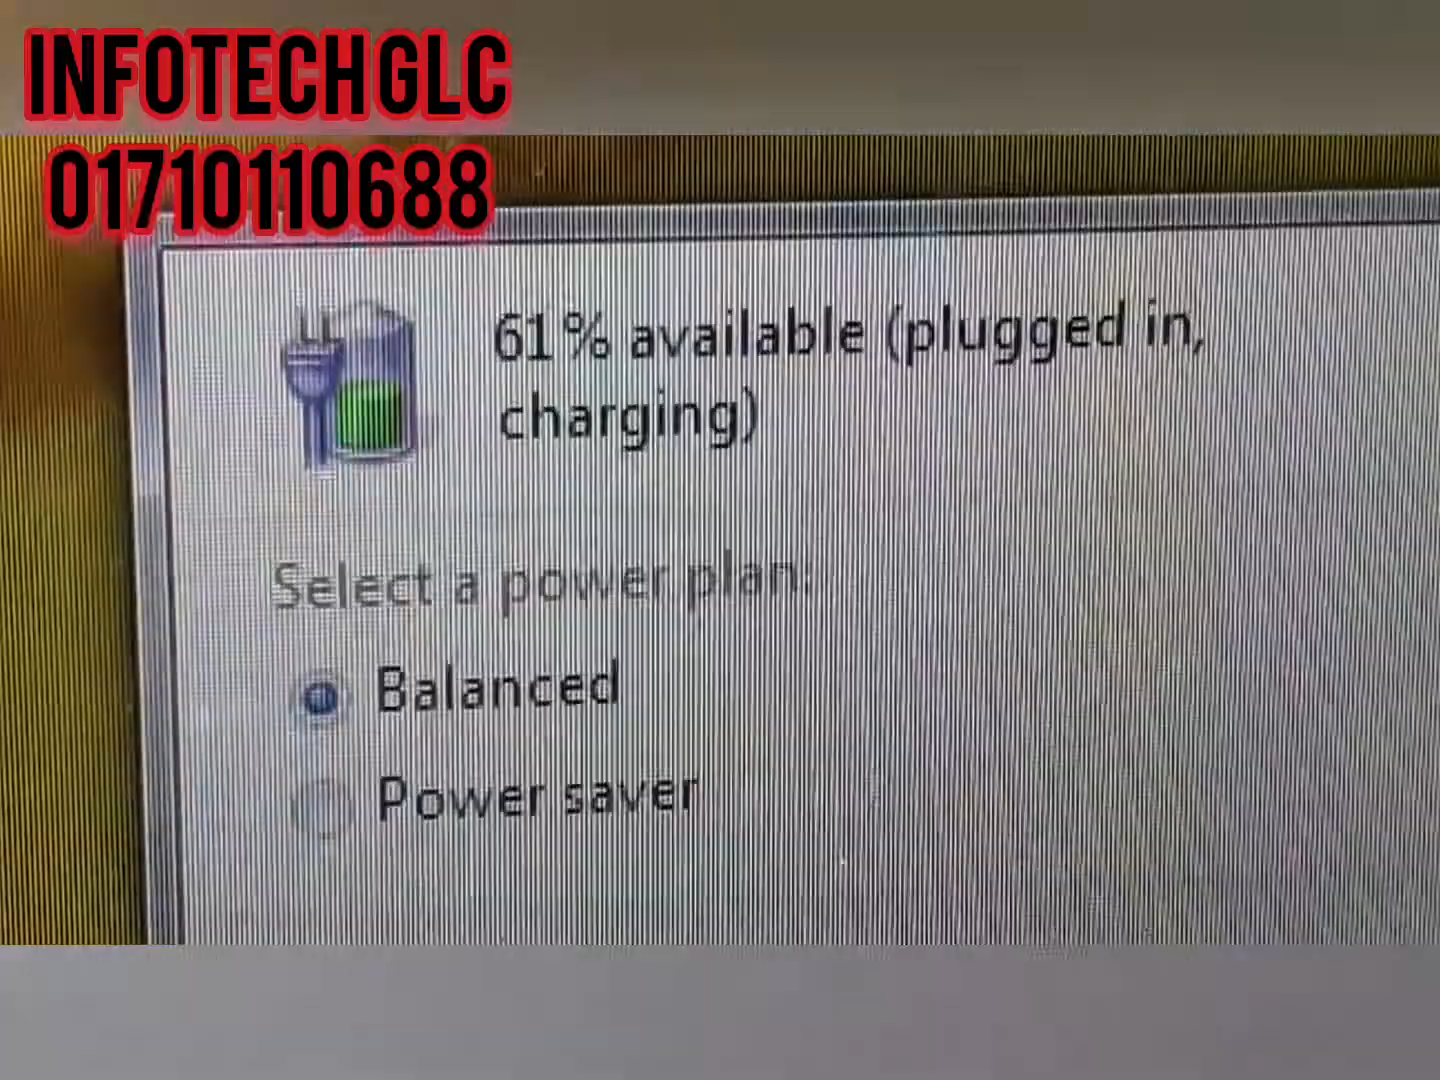 INFOTECHGLC
01710110688
61% available (plugged in,
charging)
Select a power plan:
Balanced
Power saver